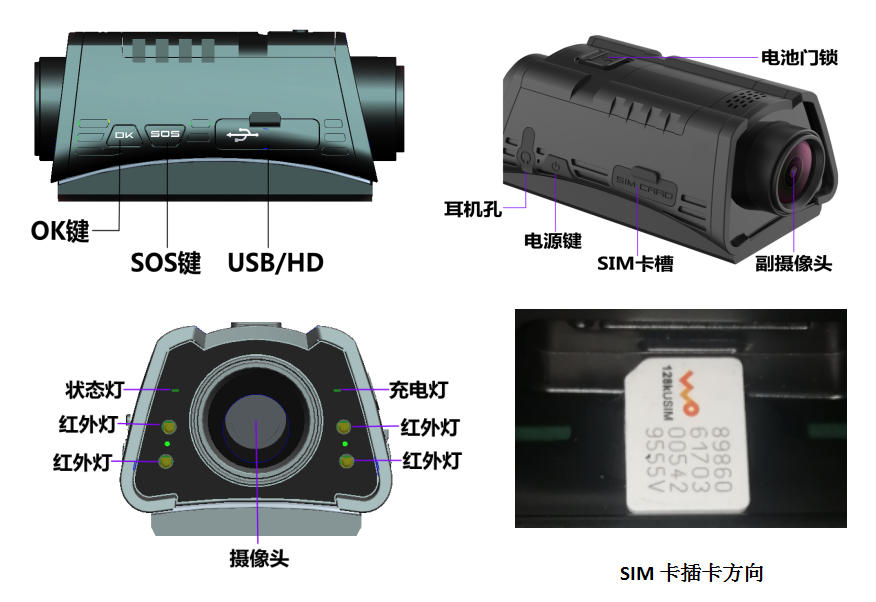 OK
SOS
OK键
SOS键
USB/HD
电池门锁
SIM CARD
耳机孔
电源键
SIM卡槽
副摄像头
状态灯
充电灯
红外灯
红外灯
红外灯
红外灯
摄像头
128kUSIM
89860
61703
00542
9555V
SIM 卡插卡方向